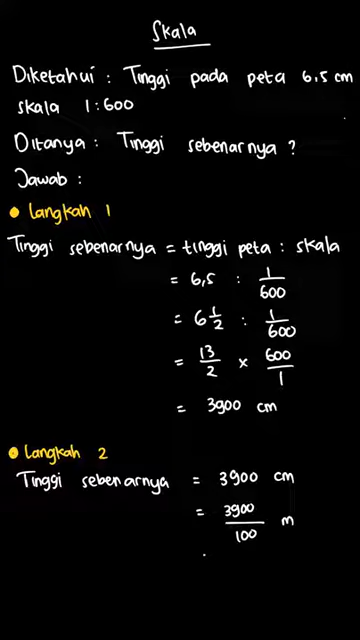 Skala
Diketahui : Tinggi pada peta 6,5 cm
skala 1 : 600
Ditanya : Tinggi sebenarnya ?
Jawab :
• Langkah 1
Tinggi sebenarnya = tinggi peta : skala
= 6,5 : 1/600
= 6 1/2 : 1/600
= 13/2 × 600/1
= 3900 cm
• Langkah 2
Tinggi sebenarnya = 3900 cm
= 3900/100 m